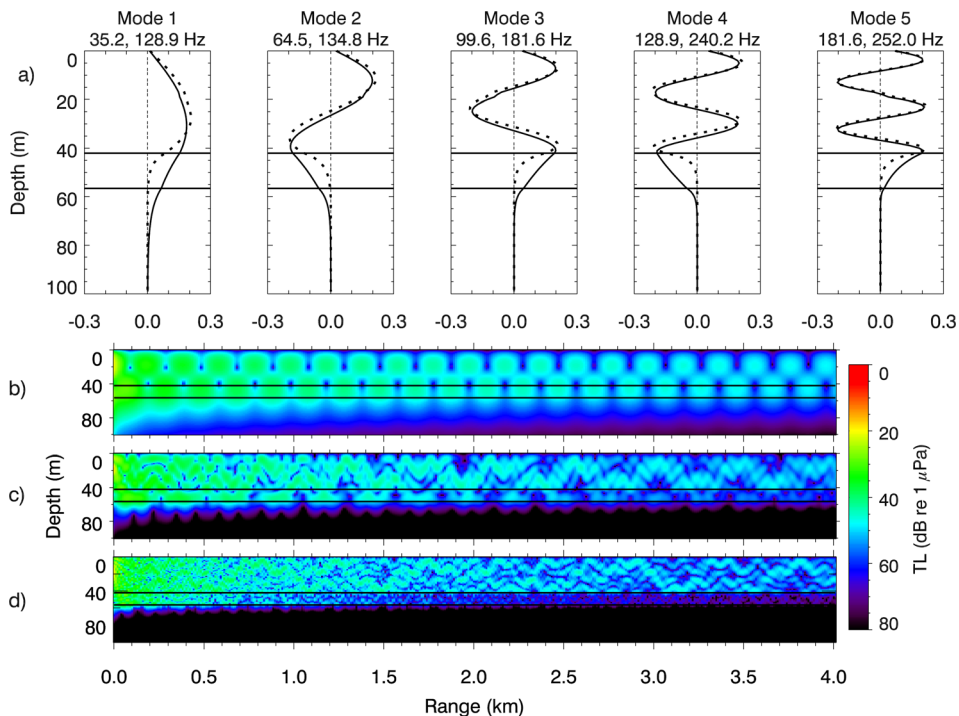 Mode 1 Mode 2 Mode 3 Mode 4 Mode 5
35.2, 128.9 Hz 64.5, 134.8 Hz 99.6, 181.6 Hz 128.9, 240.2 Hz 181.6, 252.0 Hz
a)
Depth (m)
0
20
40
60
80
100
-0.3 0.0 0.3 -0.3 0.0 0.3 -0.3 0.0 0.3 -0.3 0.0 0.3 -0.3 0.0 0.3
b)
0
40
80
c)
Depth (m)
0
40
80
d)
0
40
80
0.0 0.5 1.0 1.5 2.0 2.5 3.0 3.5 4.0
Range (km)
0
20
40
60
80
TL (dB re 1 μPa)